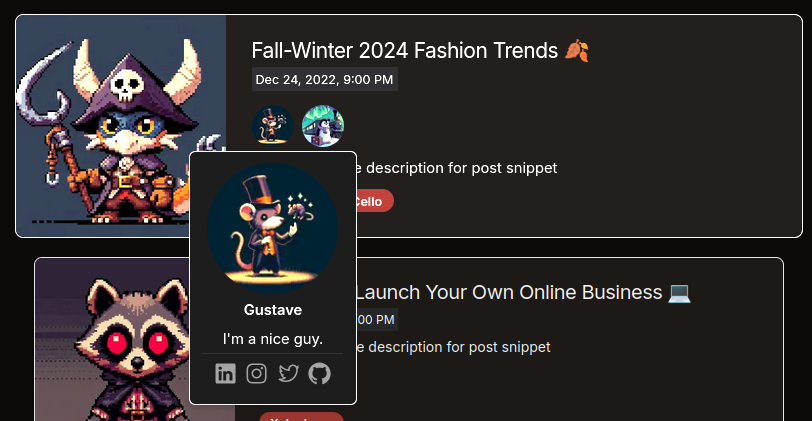 Fall-Winter 2024 Fashion Trends 🍂
Dec 24, 2022, 9:00 PM
description for post snippet
Cello
Gustave
I'm a nice guy.
in
Launch Your Own Online Business 💻
:00 PM
description for post snippet